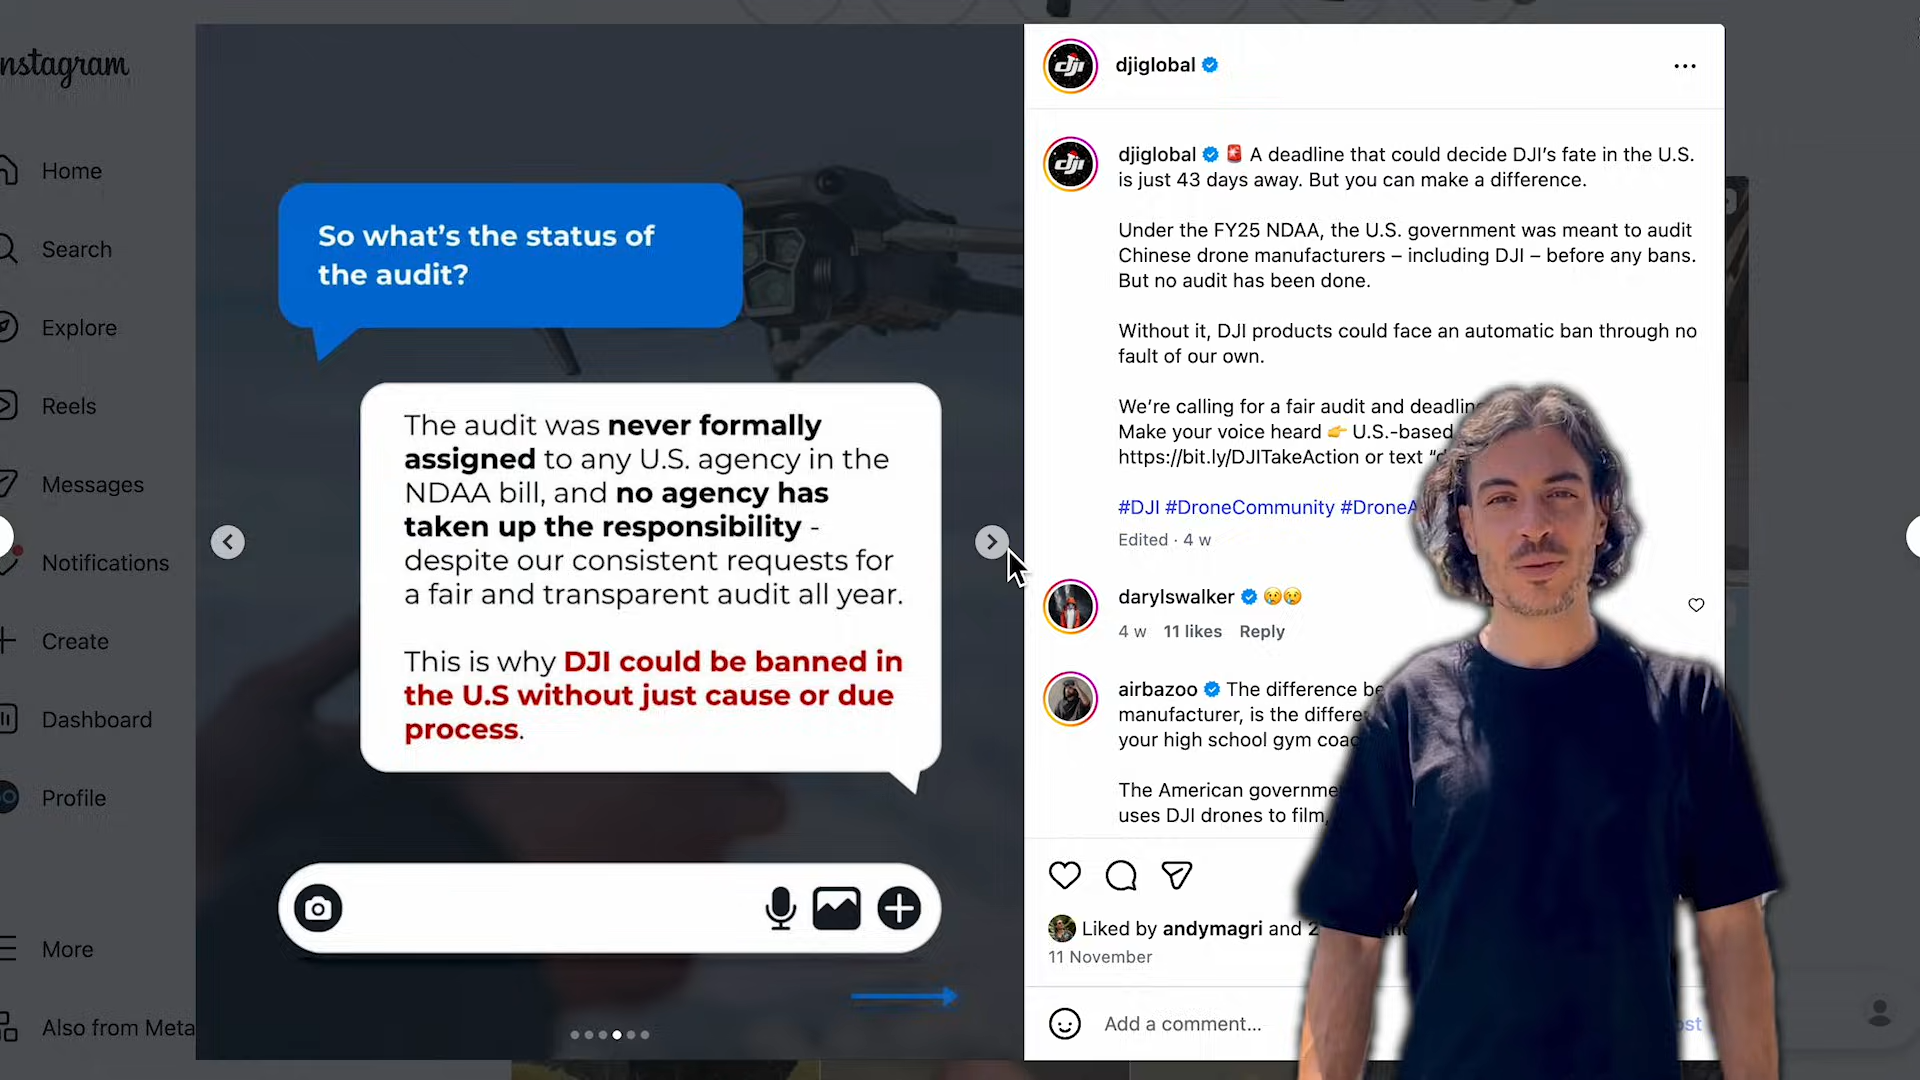 Instagram
Home
Search
Explore
Reels
Messages
Notifications
Create
Dashboard
Profile
More
Also from Meta
So what's the status of
the audit?
The audit was never formally
assigned to any U.S. agency in the
NDAA bill, and no agency has
taken up the responsibility -
despite our consistent requests for
a fair and transparent audit all year.
This is why DJI could be banned in
the U.S without just cause or due
process.
dji djiglobal
dji djiglobal 🚨 A deadline that could decide DJI's fate in the U.S.
is just 43 days away. But you can make a difference.
Under the FY25 NDAA, the U.S. government was meant to audit
Chinese drone manufacturers – including DJI – before any bans.
But no audit has been done.
Without it, DJI products could face an automatic ban through no
fault of our own.
We're calling for a fair audit and
Make your voice heard 👉 U.S.-based
https://bit.ly/DJITakeAction or text
#DJI #DroneCommunity
Edited · 4 w
darylswalker 😢😢
4 w 11 likes Reply
airbazoo The difference
manufacturer, is the
your high school gym
The American
uses DJI drones to film,
Liked by andymagri and
11 November
Add a comment...